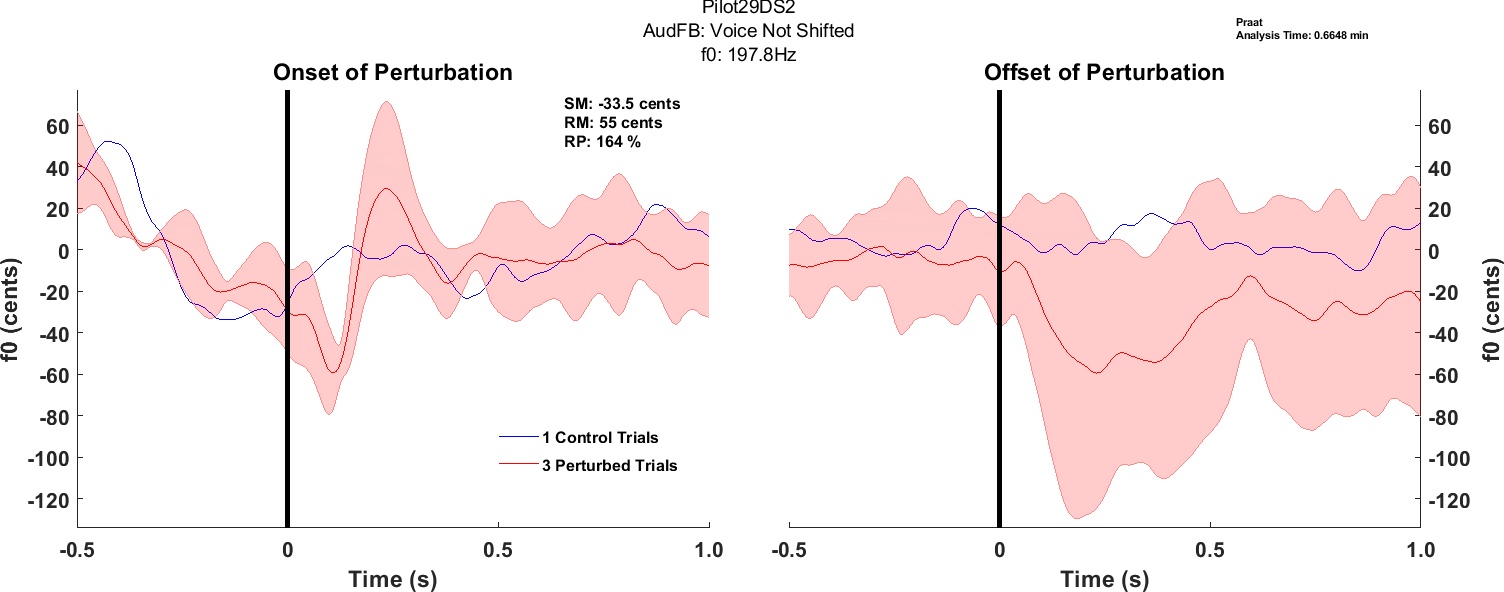 Pilot29DS2
AudFB: Voice Not Shifted
f0: 197.8Hz
Praat
Analysis Time: 0.6648 min
Onset of Perturbation
SM: -33.5 cents
RM: 55 cents
RP: 164 %
60
40
20
0
-20
-40
-60
-80
-100
-120
f0 (cents)
1 Control Trials
3 Perturbed Trials
-0.5 0 0.5 1.0
Time (s)
Offset of Perturbation
60
40
20
0
-20
-40
-60
-80
-100
-120
f0 (cents)
-0.5 0 0.5 1.0
Time (s)